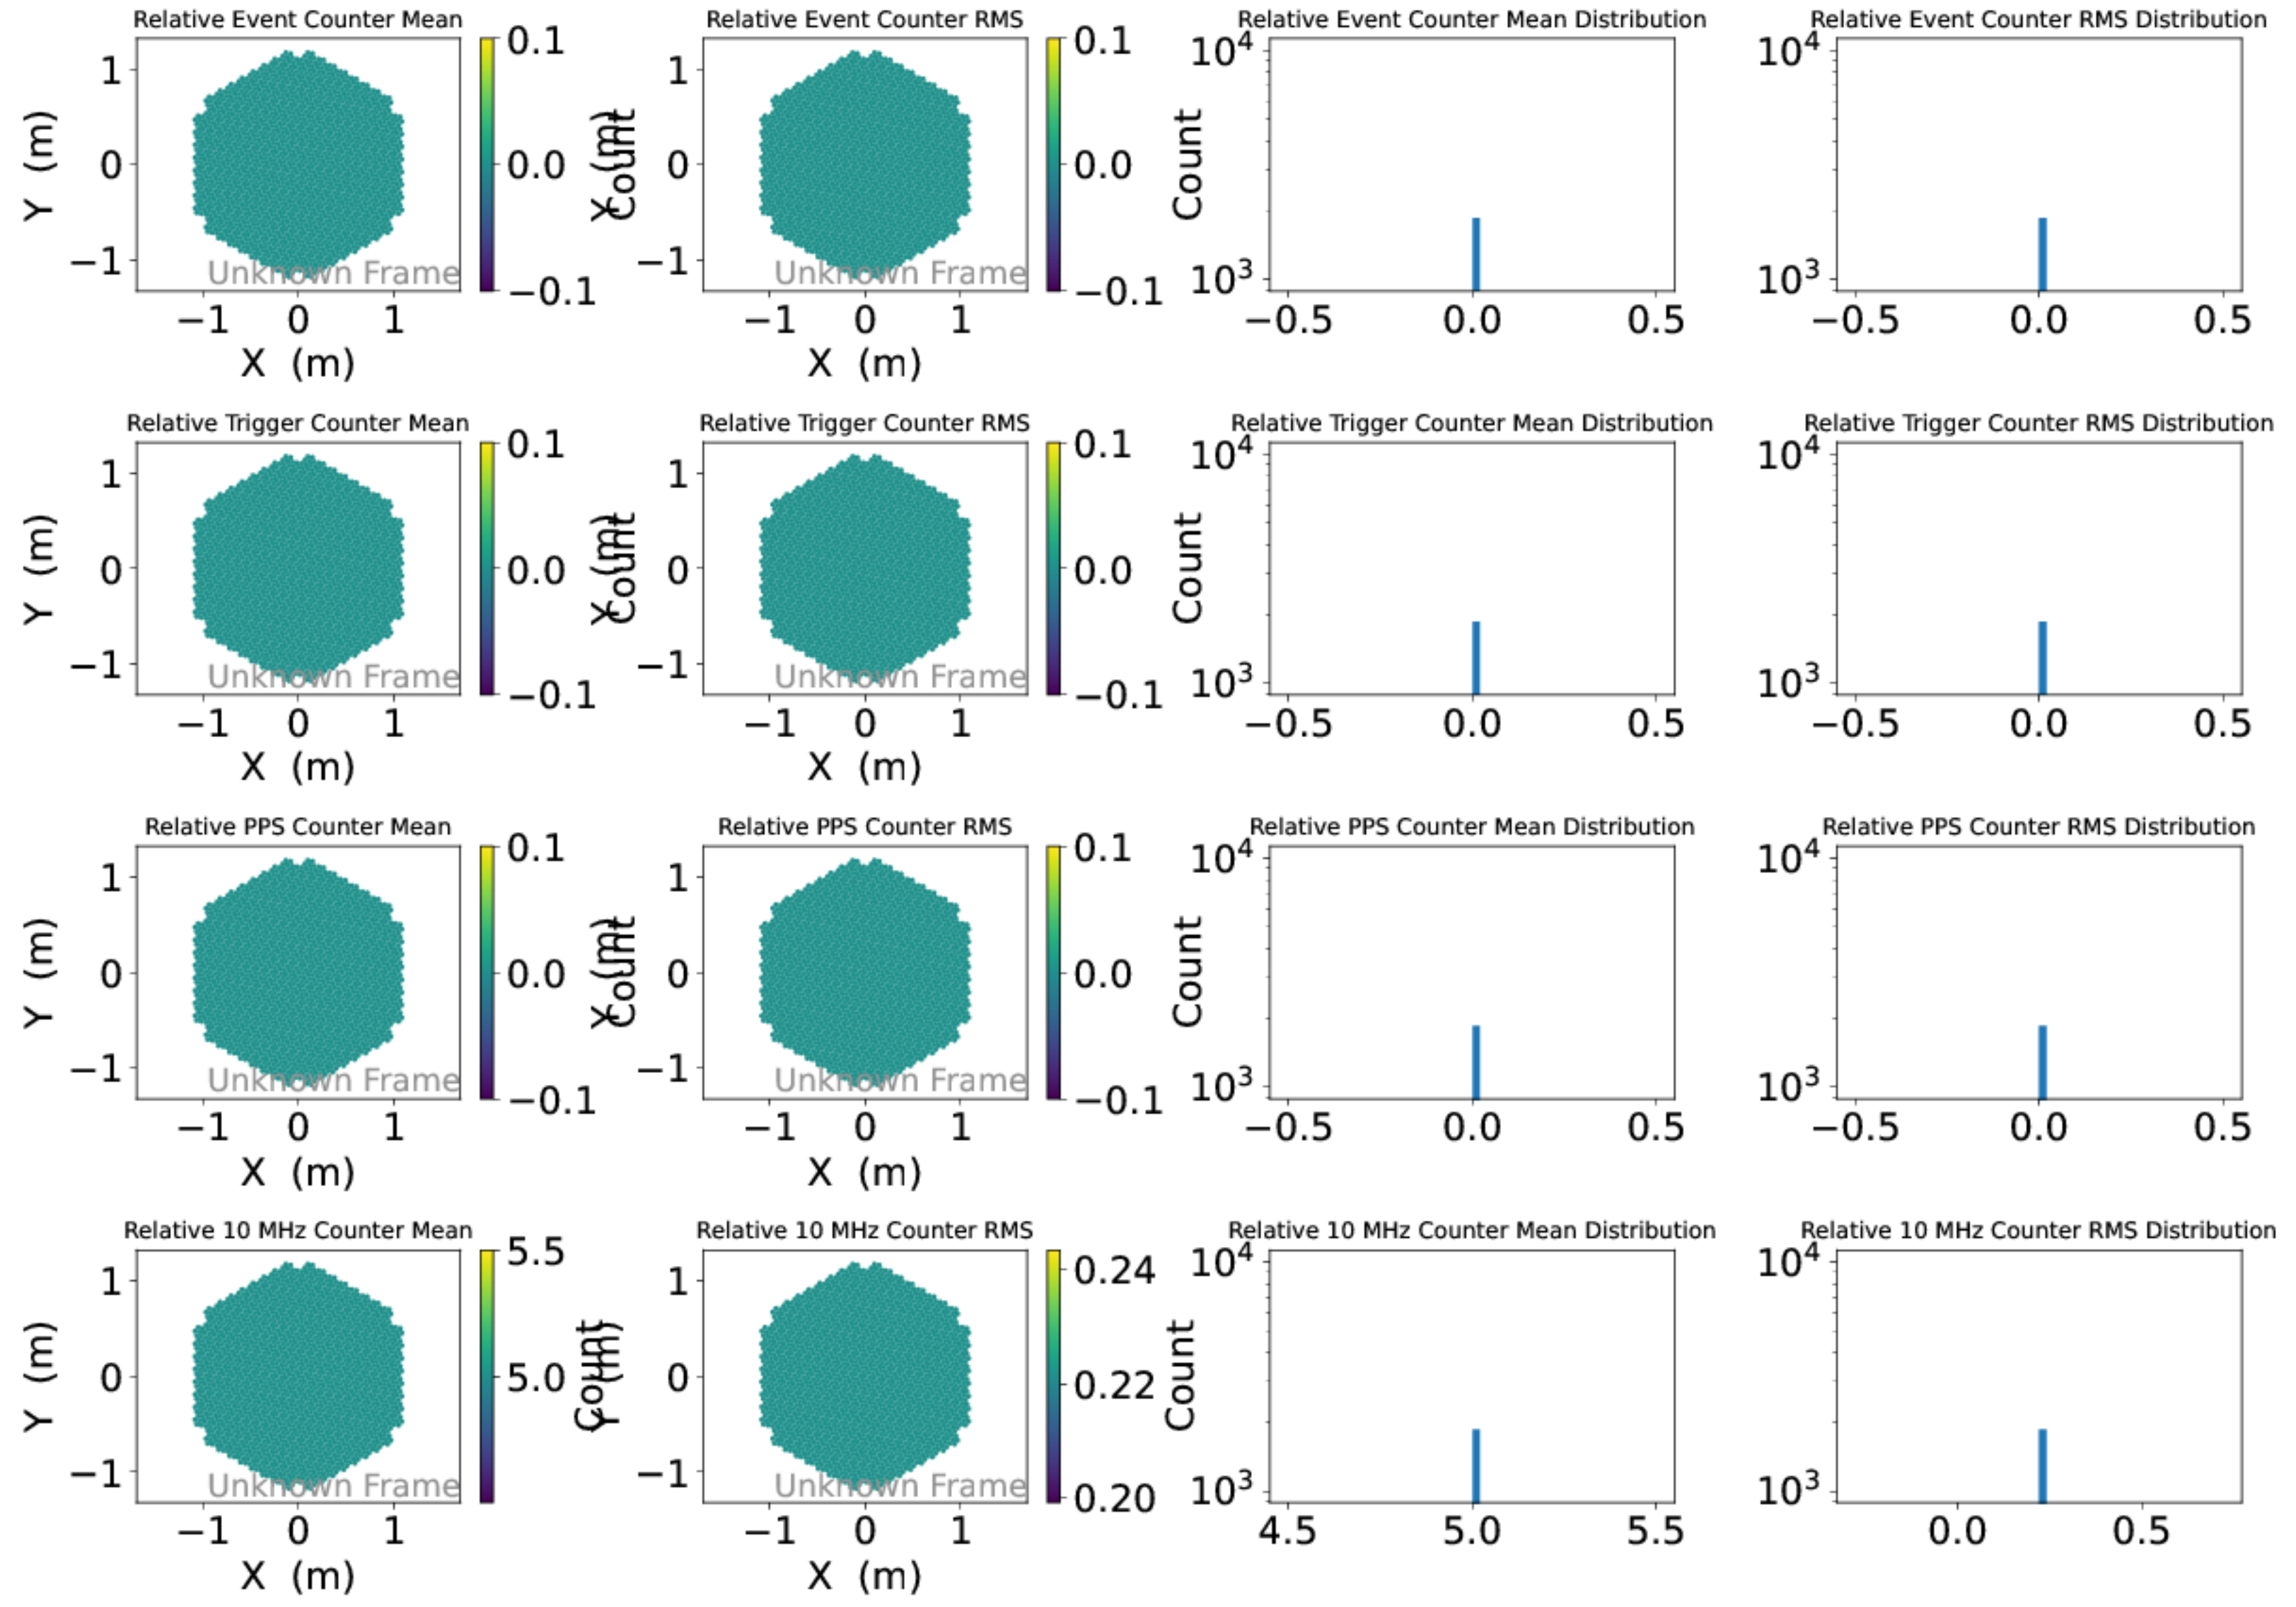 Relative Event Counter Mean
Relative Event Counter RMS
Relative Event Counter Mean Distribution
Relative Event Counter RMS Distribution
Y (m)
1
0
−1
Unknown Frame
−1 0 1
X (m)
0.1
0.0
−0.1
Count
Y (m)
1
0
−1
Unknown Frame
−1 0 1
X (m)
0.1
0.0
−0.1
Count
10⁴
10³
−0.5 0.0 0.5
10⁴
10³
−0.5 0.0 0.5
Relative Trigger Counter Mean
Relative Trigger Counter RMS
Relative Trigger Counter Mean Distribution
Relative Trigger Counter RMS Distribution
Y (m)
1
0
−1
Unknown Frame
−1 0 1
X (m)
0.1
0.0
−0.1
Count
Y (m)
1
0
−1
Unknown Frame
−1 0 1
X (m)
0.1
0.0
−0.1
Count
10⁴
10³
−0.5 0.0 0.5
10⁴
10³
−0.5 0.0 0.5
Relative PPS Counter Mean
Relative PPS Counter RMS
Relative PPS Counter Mean Distribution
Relative PPS Counter RMS Distribution
Y (m)
1
0
−1
Unknown Frame
−1 0 1
X (m)
0.1
0.0
−0.1
Count
Y (m)
1
0
−1
Unknown Frame
−1 0 1
X (m)
0.1
0.0
−0.1
Count
10⁴
10³
−0.5 0.0 0.5
10⁴
10³
−0.5 0.0 0.5
Relative 10 MHz Counter Mean
Relative 10 MHz Counter RMS
Relative 10 MHz Counter Mean Distribution
Relative 10 MHz Counter RMS Distribution
Y (m)
1
0
−1
Unknown Frame
−1 0 1
X (m)
5.5
5.0
Count
Y (m)
1
0
−1
Unknown Frame
−1 0 1
X (m)
0.24
0.22
0.20
Count
10⁴
10³
4.5 5.0 5.5
10⁴
10³
0.0 0.5